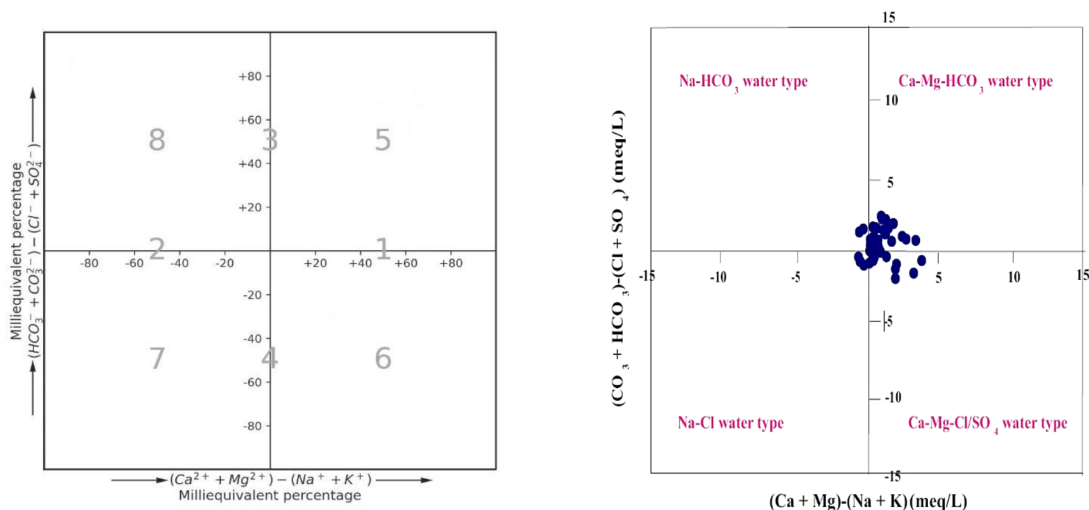 +80
+60
8 3 5
+40
+20
2 1
-80 -60 -40 -20 +20 +40 +60 +80
-20
-40
7 4 6
-60
-80
Milliequivalent percentage
(HCO₃⁻ + CO₃²⁻) − (Cl⁻ + SO₄²⁻)
(Ca²⁺ + Mg²⁺) − (Na⁺ + K⁺)
Milliequivalent percentage
15
Na-HCO₃ water type
Ca-Mg-HCO₃ water type
10
5
-15 -10 -5 5 10 15
-5
-10
Na-Cl water type
Ca-Mg-Cl/SO₄ water type
-15
(CO₃ + HCO₃)-(Cl + SO₄) (meq/L)
(Ca + Mg)-(Na + K)(meq/L)